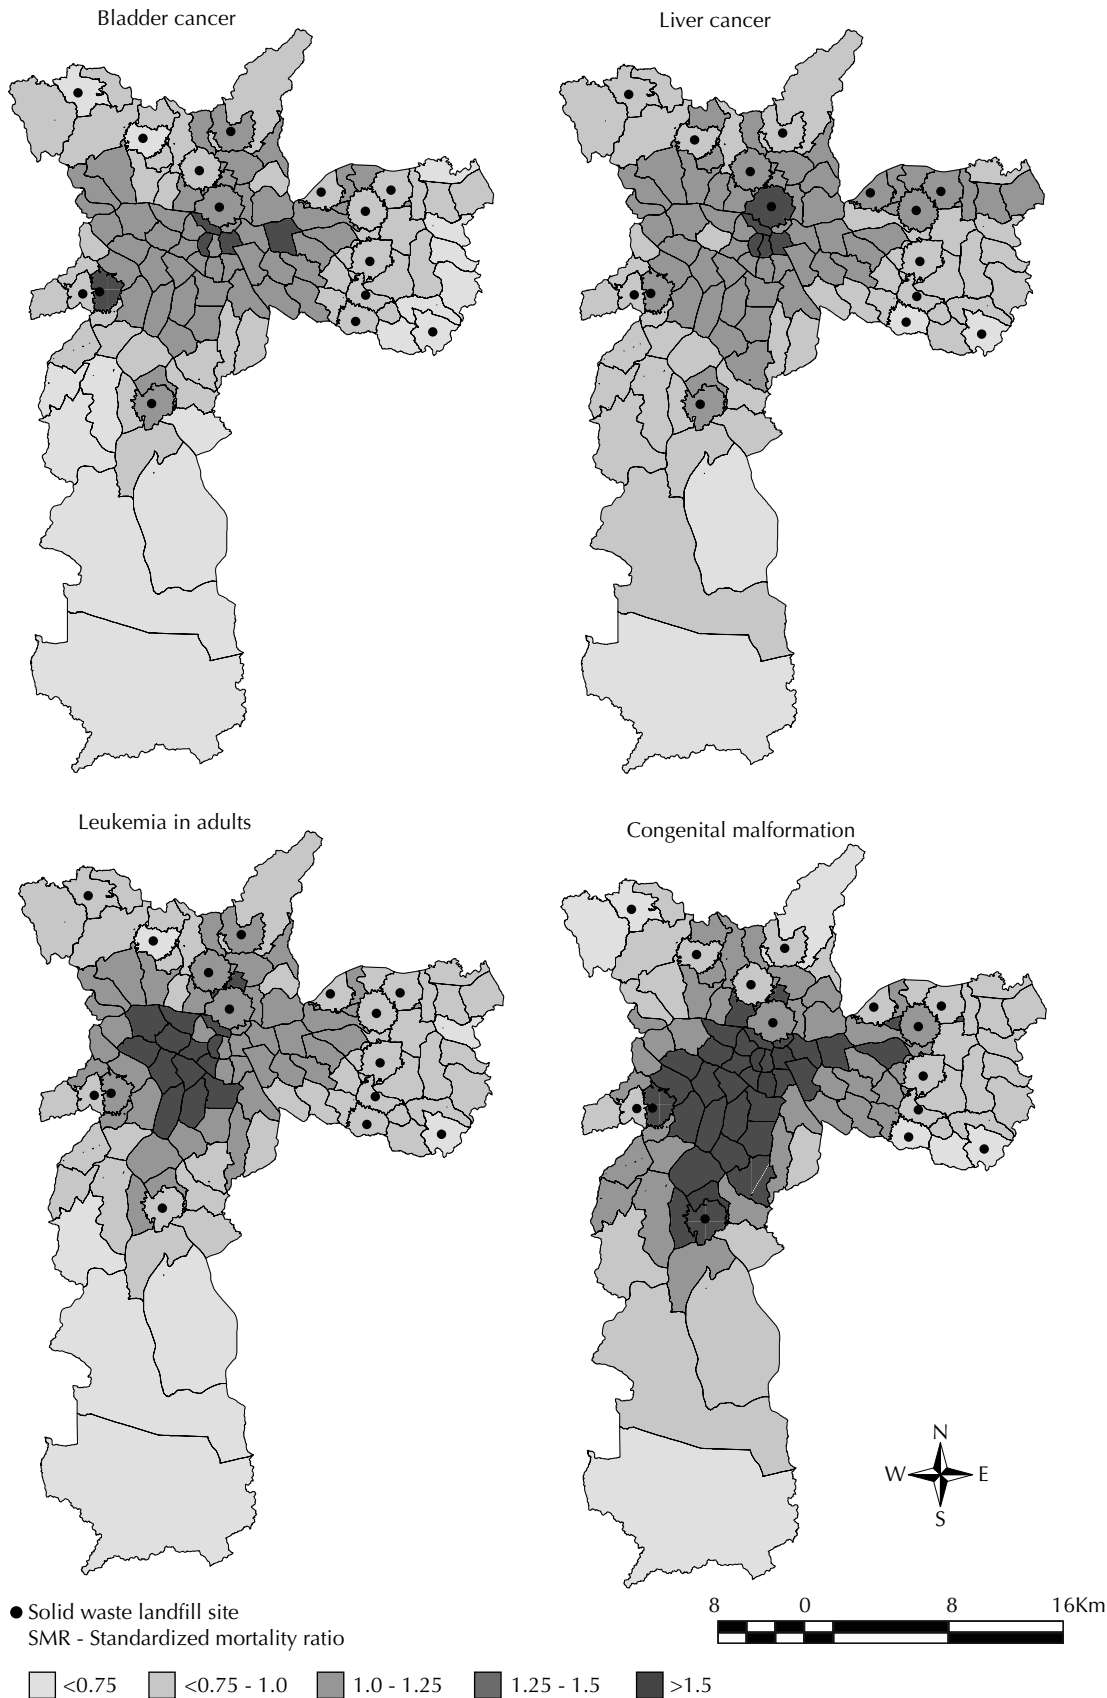 Bladder cancer
Liver cancer
Leukemia in adults
Congenital malformation
N
W E
S
Solid waste landfill site
SMR - Standardized mortality ratio
8 0 8 16Km
<0.75 <0.75 - 1.0 1.0 - 1.25 1.25 - 1.5 >1.5